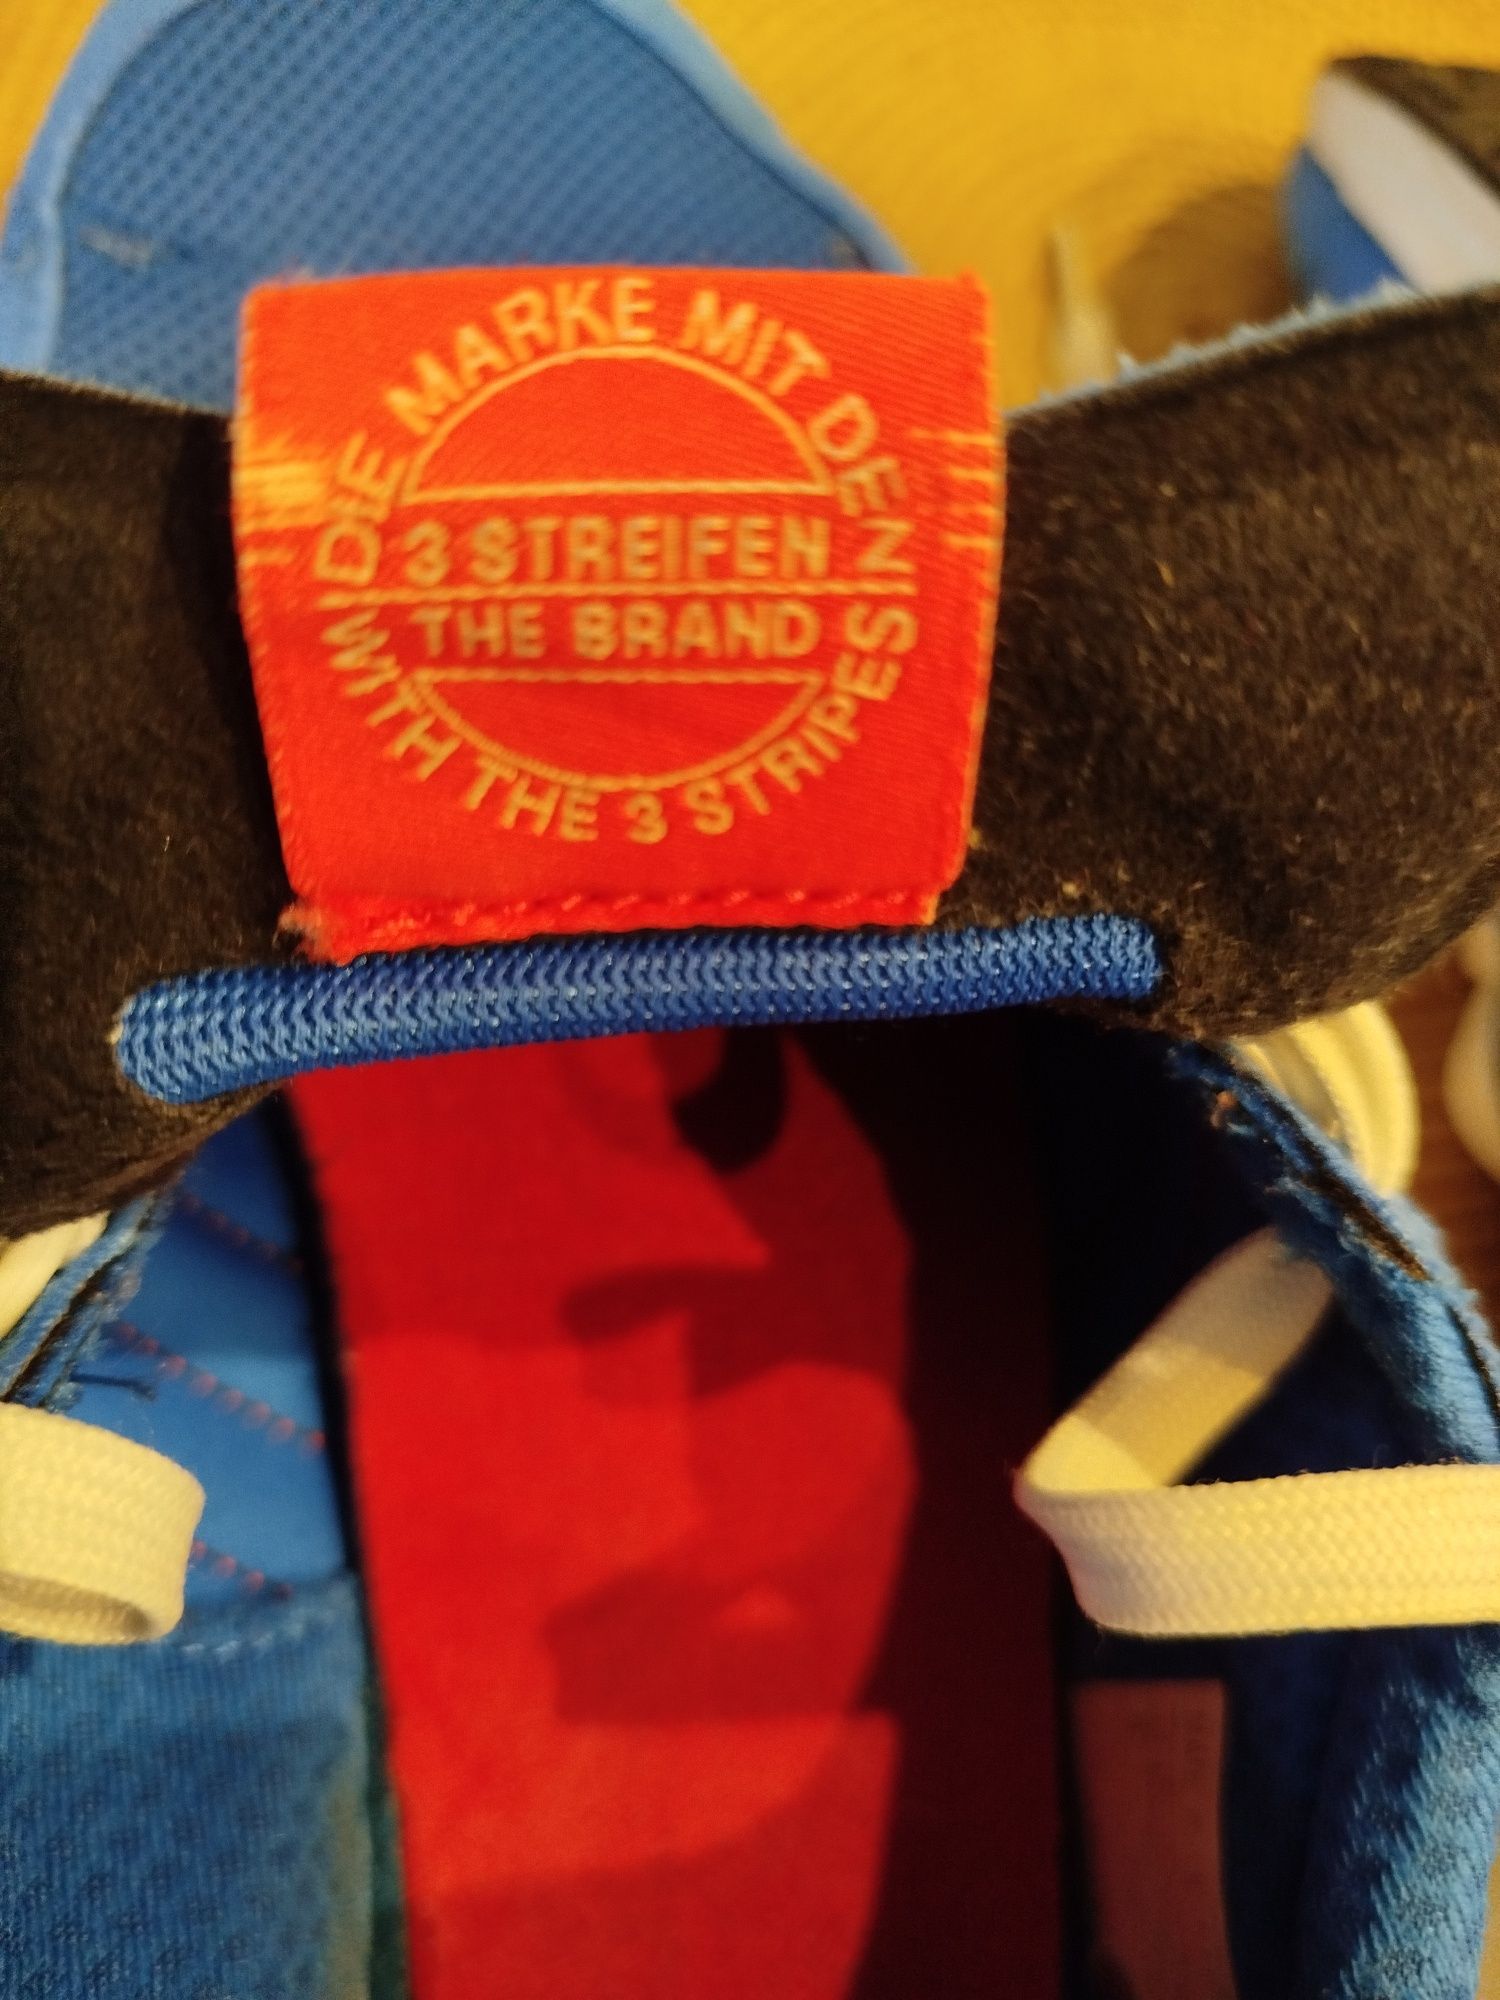 DIE MARKE MIT DEN
3 STREIFEN
THE BRAND
WITH THE 3 STRIPES